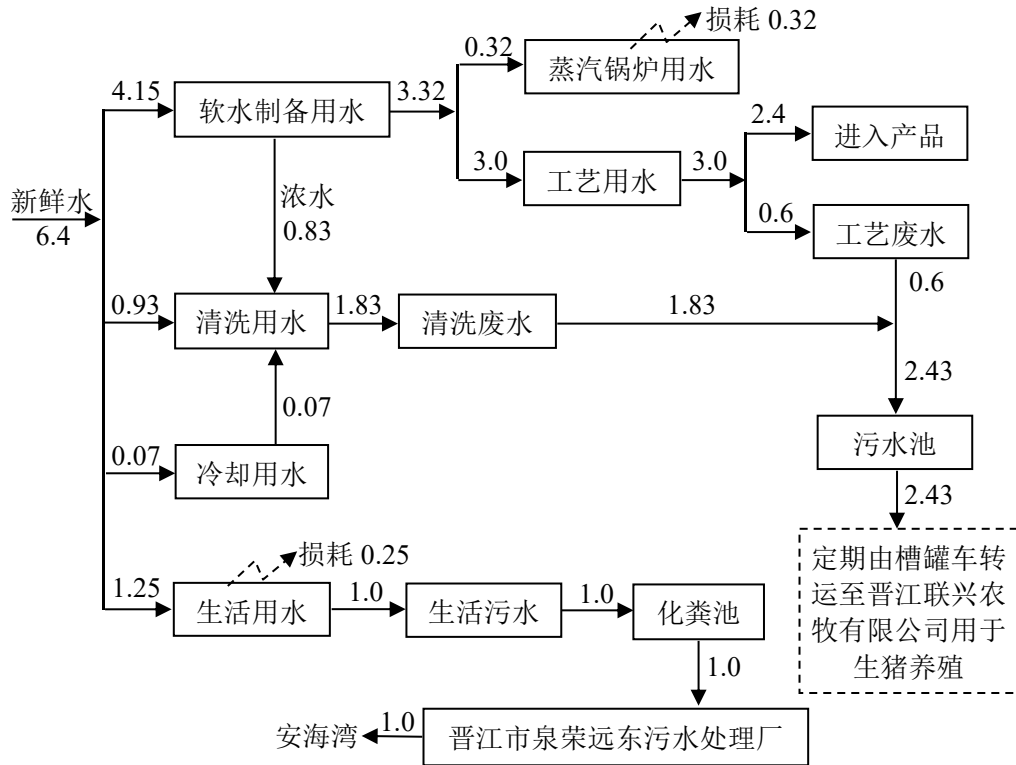 损耗 0.32
0.32
蒸汽锅炉用水
4.15
软水制备用水
3.32
2.4
进入产品
3.0
工艺用水
3.0
新鲜水
6.4
浓水
0.83
0.6
工艺废水
0.6
0.93
清洗用水
1.83
清洗废水
1.83
2.43
0.07
污水池
0.07
冷却用水
2.43
损耗 0.25
定期由槽罐车转
运至晋江联兴农
牧有限公司用于
生猪养殖
1.25
生活用水
1.0
生活污水
1.0
化粪池
1.0
安海湾
1.0
晋江市泉荣远东污水处理厂